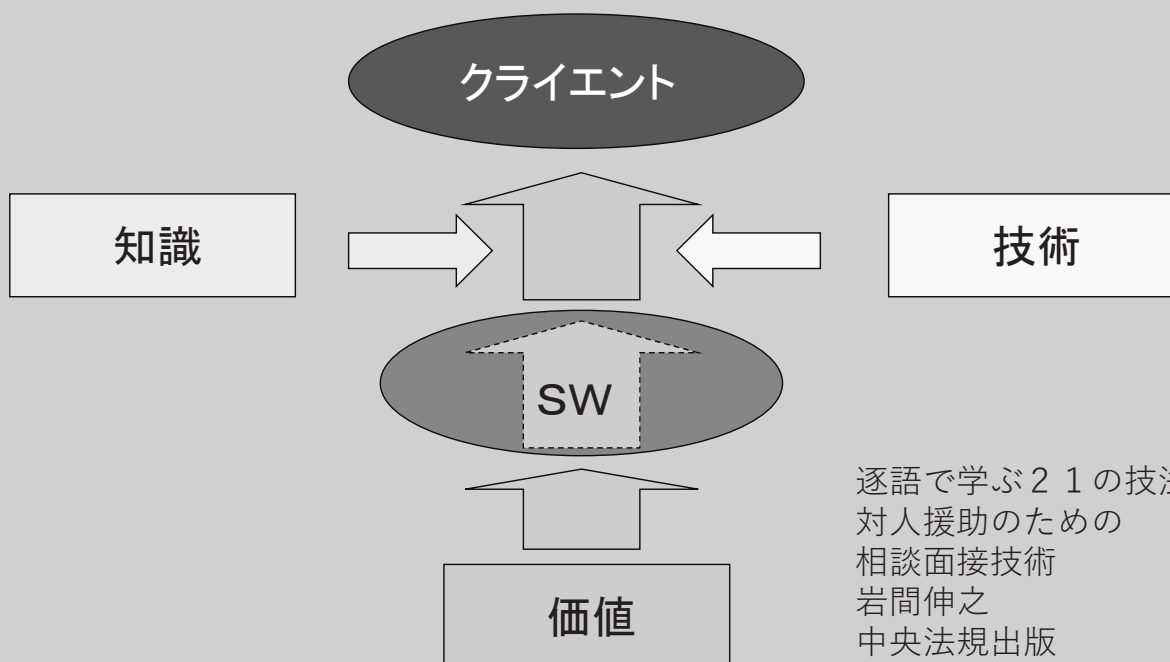 クライエント
知識
技術
SW
価値
逐語で学ぶ２１の技法
対人援助のための
相談面接技術
岩間伸之
中央法規出版